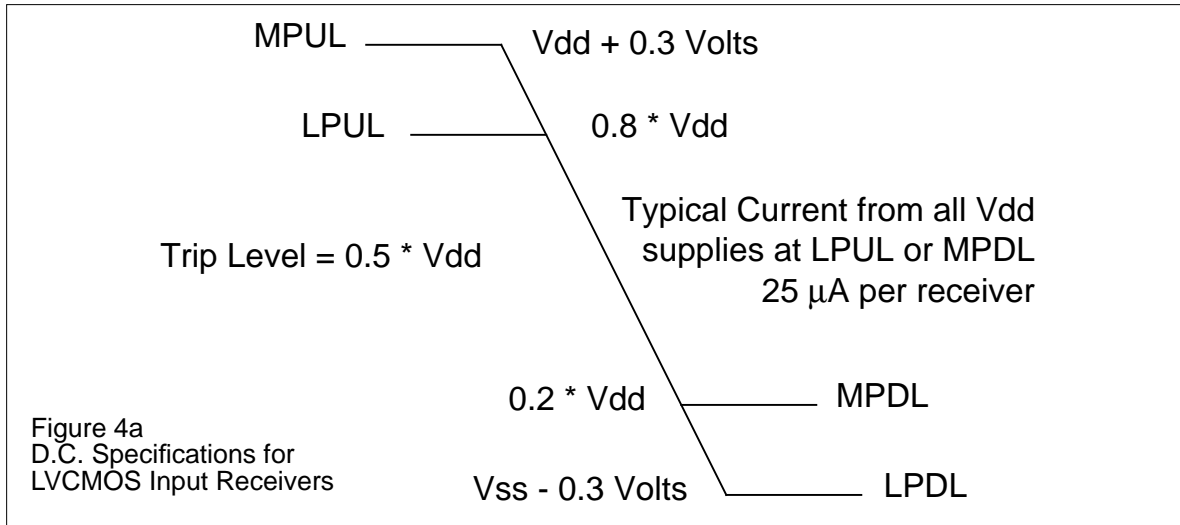 MPUL
Vdd + 0.3 Volts
LPUL
0.8 * Vdd
Typical Current from all Vdd
supplies at LPUL or MPDL
25 μA per receiver
Trip Level = 0.5 * Vdd
0.2 * Vdd
MPDL
Figure 4a
D.C. Specifications for
LVCMOS Input Receivers
Vss - 0.3 Volts
LPDL